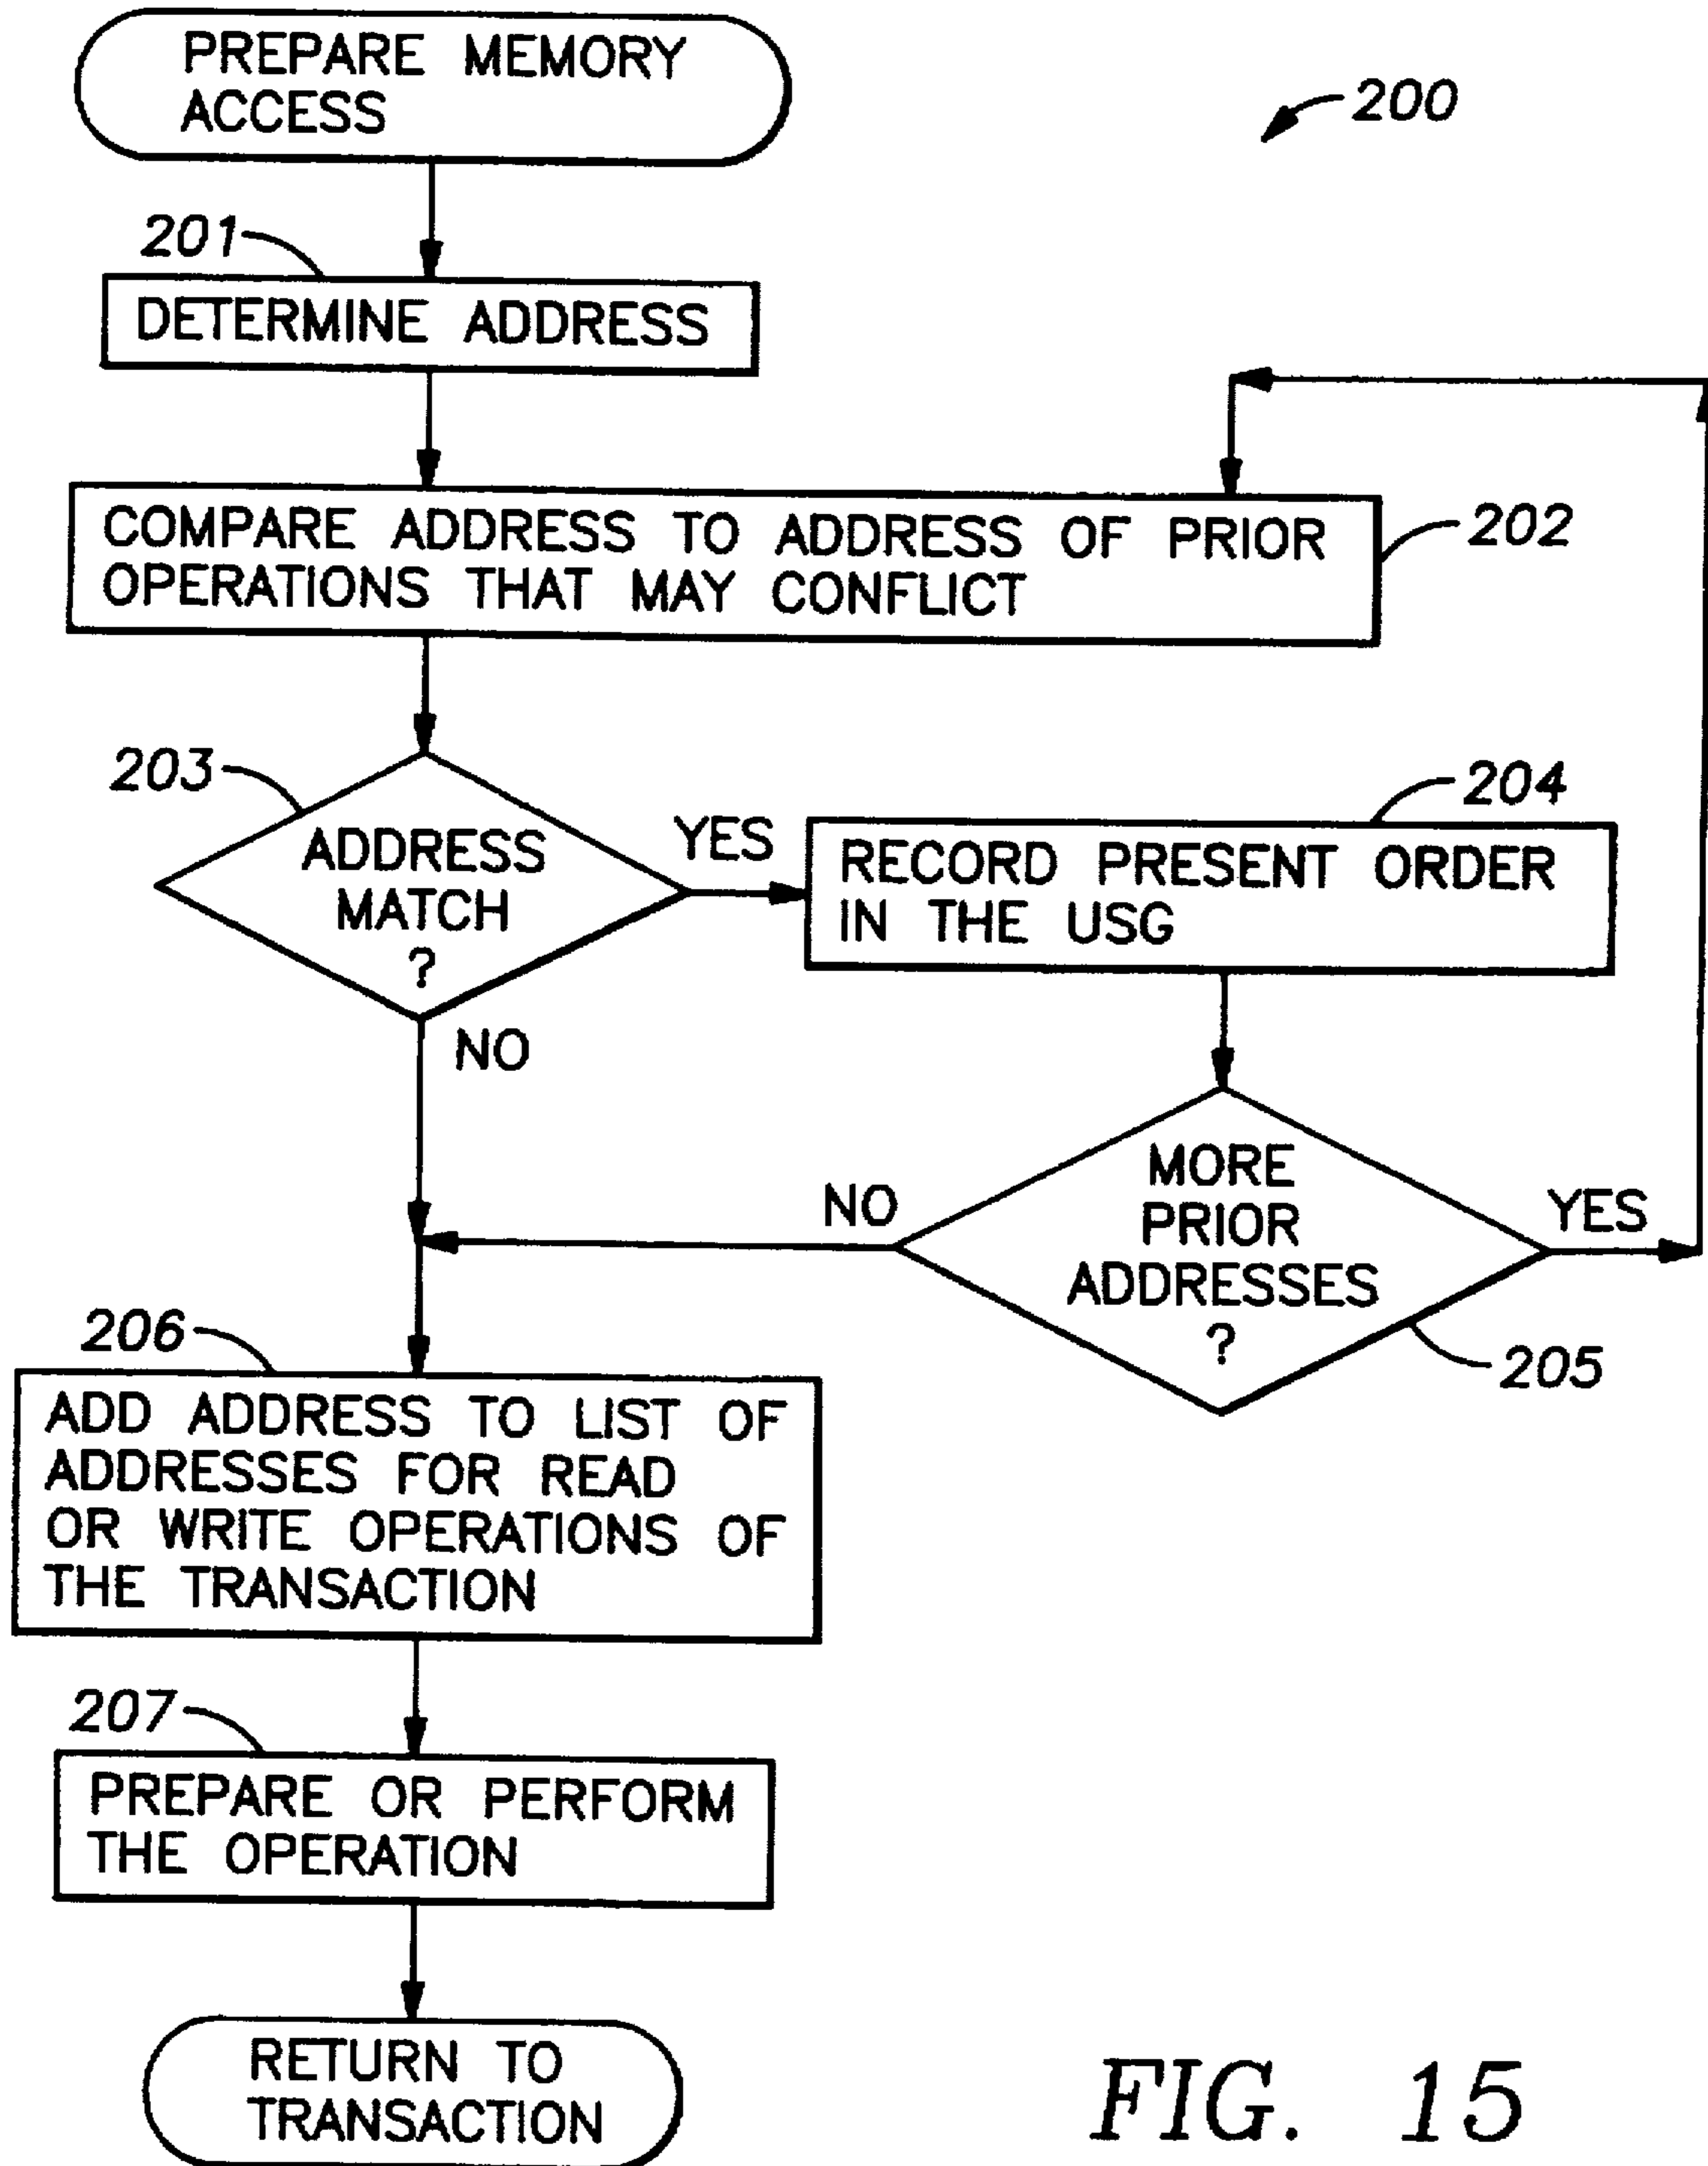 PREPARE MEMORY
ACCESS
200
201
DETERMINE ADDRESS
COMPARE ADDRESS TO ADDRESS OF PRIOR
OPERATIONS THAT MAY CONFLICT
202
203
ADDRESS
MATCH
?
YES
NO
204
RECORD PRESENT ORDER
IN THE USG
MORE
PRIOR
ADDRESSES
?
NO
YES
205
206
ADD ADDRESS TO LIST OF
ADDRESSES FOR READ
OR WRITE OPERATIONS OF
THE TRANSACTION
207
PREPARE OR PERFORM
THE OPERATION
RETURN TO
TRANSACTION
FIG. 15